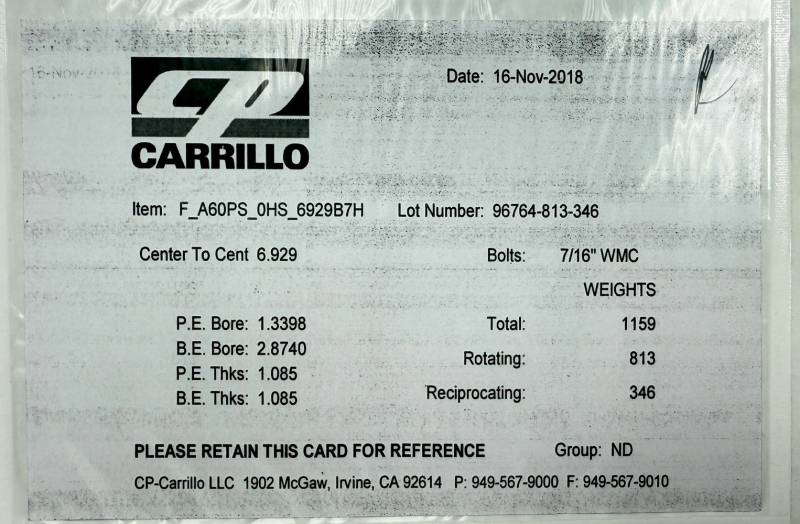 CP
CARRILLO
Date: 16-Nov-2018
Item: F_A60PS_0HS_6929B7H Lot Number: 96764-813-346
Center To Cent 6.929 Bolts: 7/16" WMC
WEIGHTS
P.E. Bore: 1.3398 Total: 1159
B.E. Bore: 2.8740 Rotating: 813
P.E. Thks: 1.085 Reciprocating: 346
B.E. Thks: 1.085
PLEASE RETAIN THIS CARD FOR REFERENCE Group: ND
CP-Carrillo LLC 1902 McGaw, Irvine, CA 92614 P: 949-567-9000 F: 949-567-9010